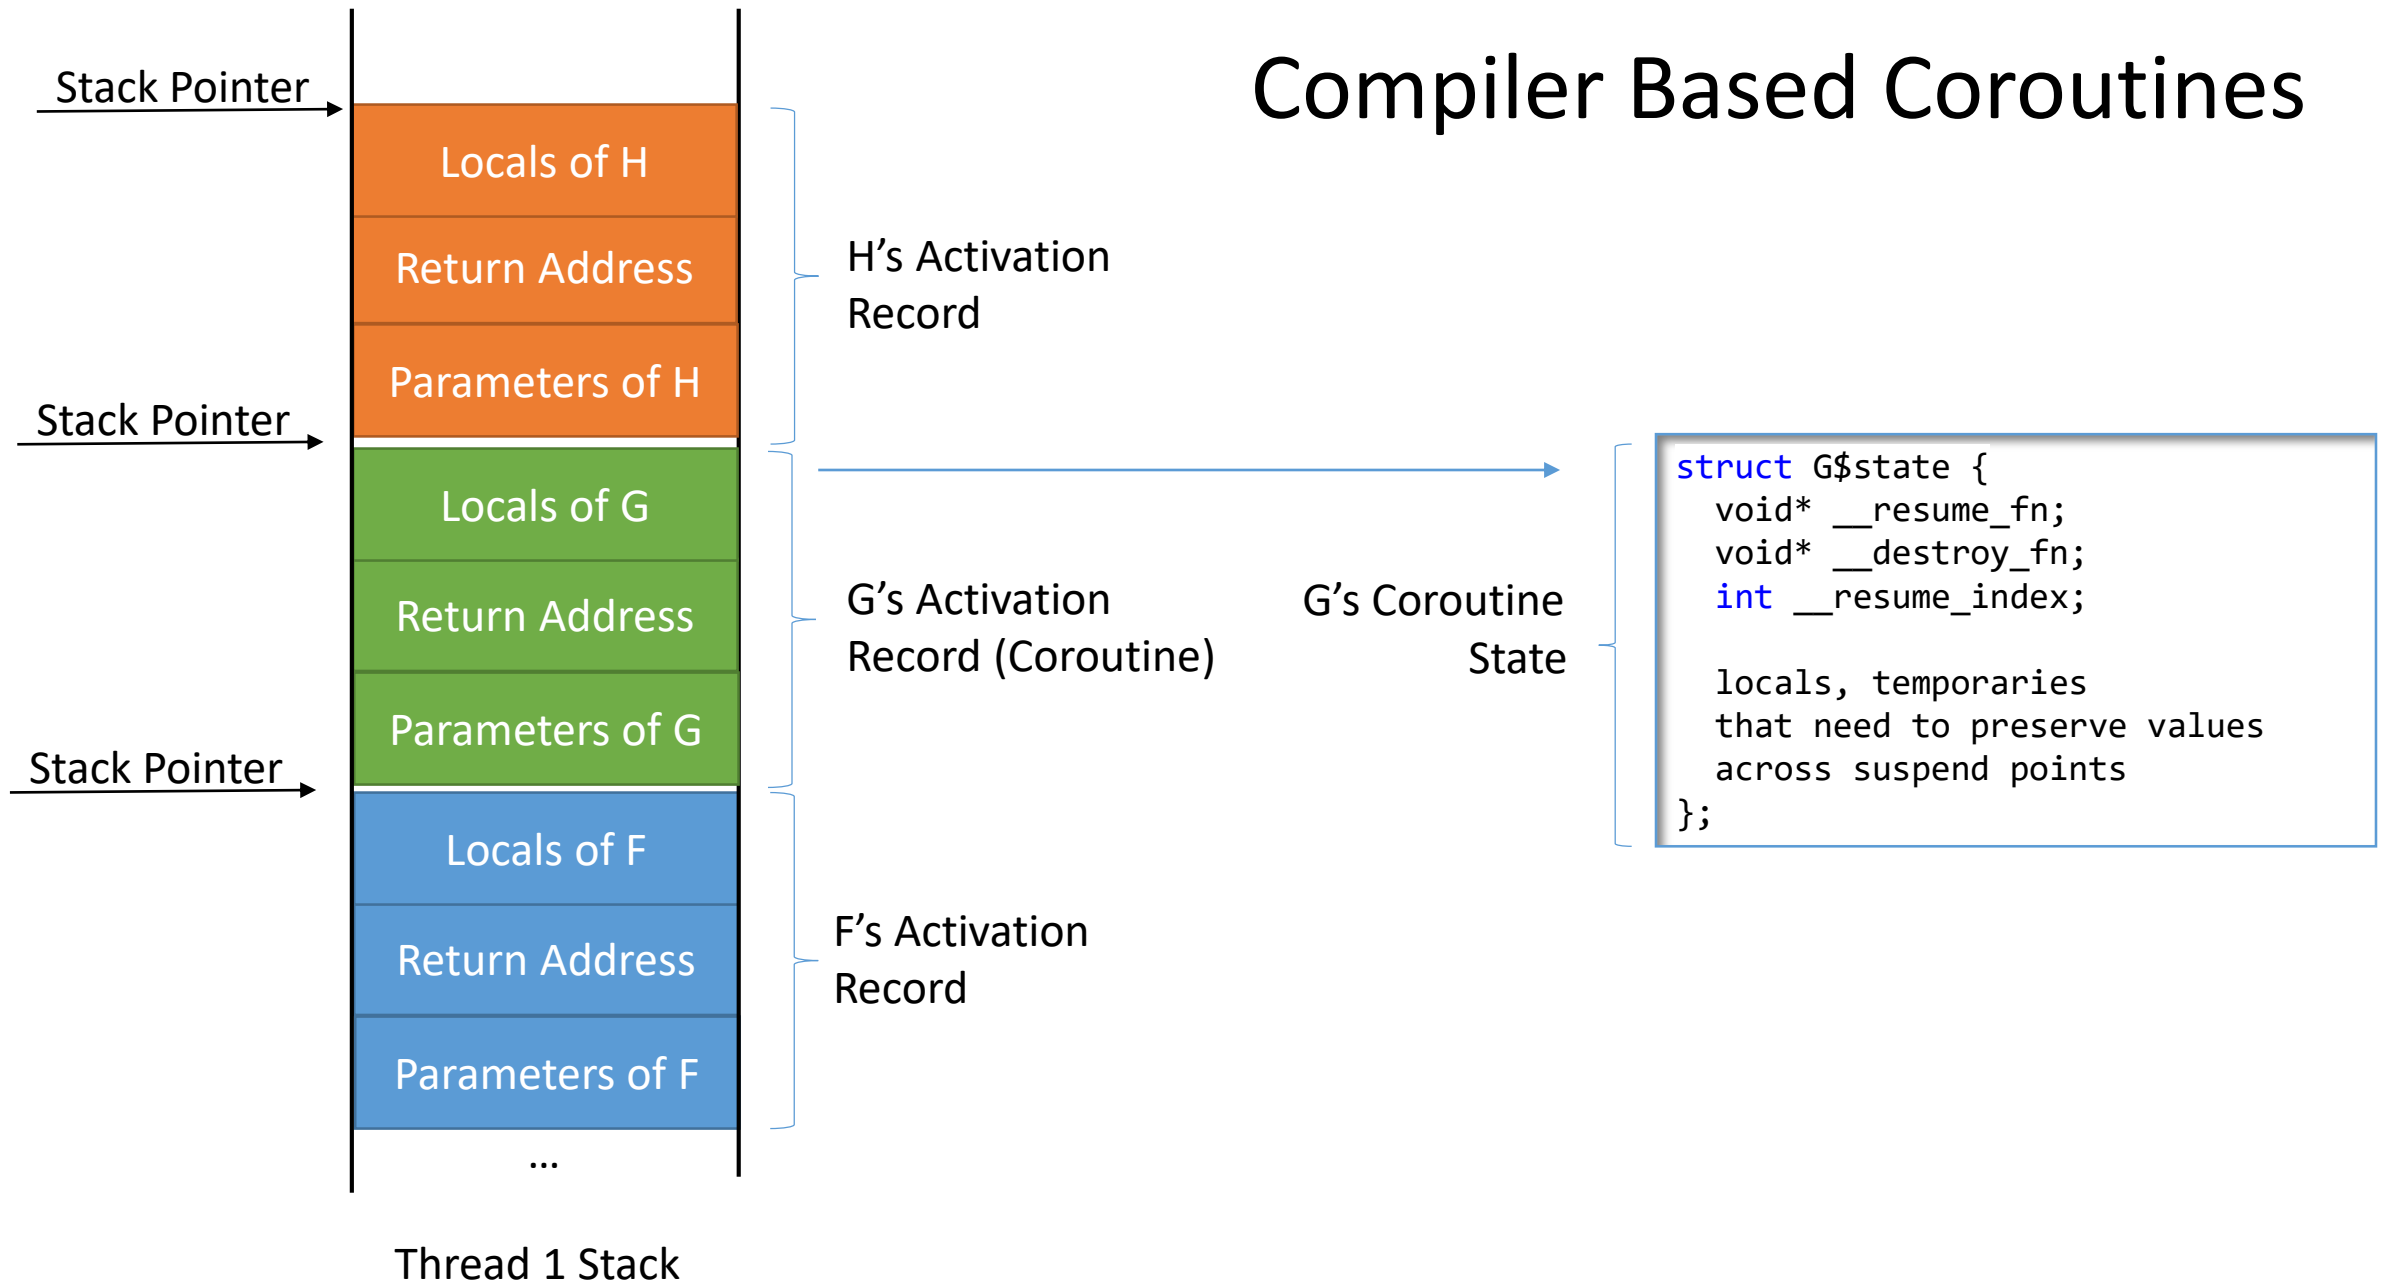 Compiler Based Coroutines
Stack Pointer
Locals of H
Return Address
Parameters of H
H’s Activation
Record
Stack Pointer
Locals of G
Return Address
Parameters of G
G’s Activation
Record (Coroutine)
G’s Coroutine
State
struct G$state {
  void* __resume_fn;
  void* __destroy_fn;
  int __resume_index;
  locals, temporaries
  that need to preserve values
  across suspend points
};
Stack Pointer
Locals of F
Return Address
Parameters of F
F’s Activation
Record
…
Thread 1 Stack